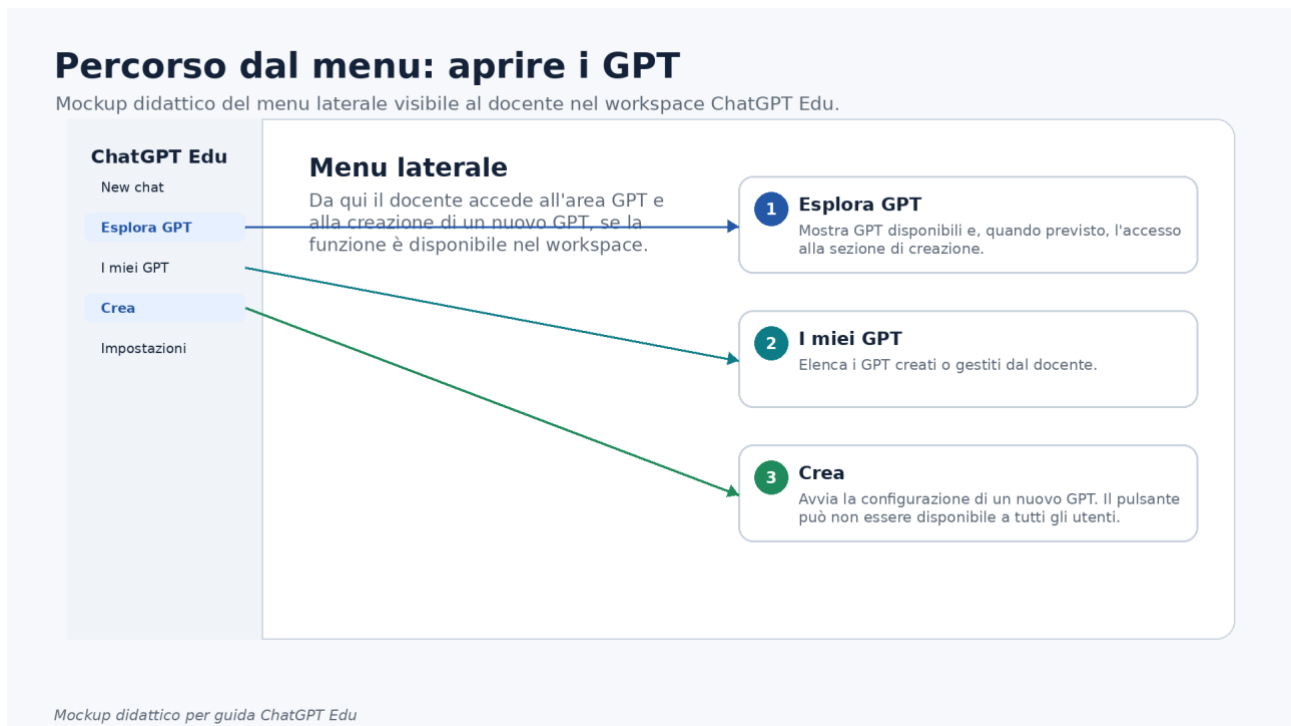 Percorso dal menu: aprire i GPT
Mockup didattico del menu laterale visibile al docente nel workspace ChatGPT Edu.
ChatGPT Edu
New chat
Esplora GPT
I miei GPT
Crea
Impostazioni
Menu laterale
Da qui il docente accede all'area GPT e
alla creazione di un nuovo GPT, se la
funzione è disponibile nel workspace.
1
Esplora GPT
Mostra GPT disponibili e, quando previsto, l'accesso
alla sezione di creazione.
2
I miei GPT
Elenca i GPT creati o gestiti dal docente.
3
Crea
Avvia la configurazione di un nuovo GPT. Il pulsante
può non essere disponibile a tutti gli utenti.
Mockup didattico per guida ChatGPT Edu